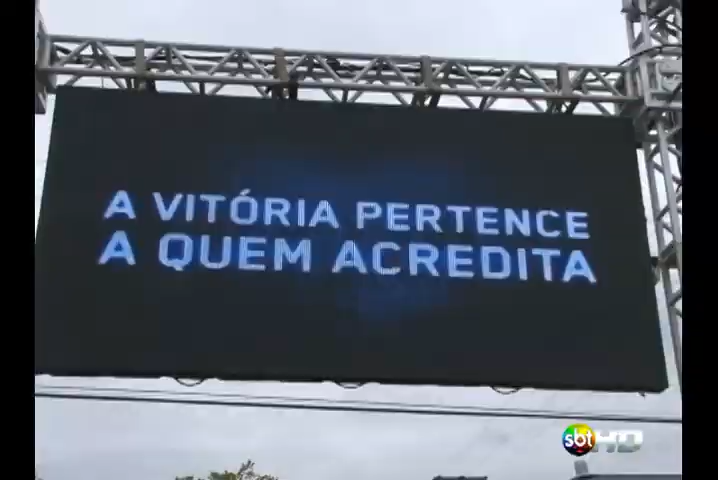 A VITÓRIA PERTENCE
A QUEM ACREDITA
sbt HD